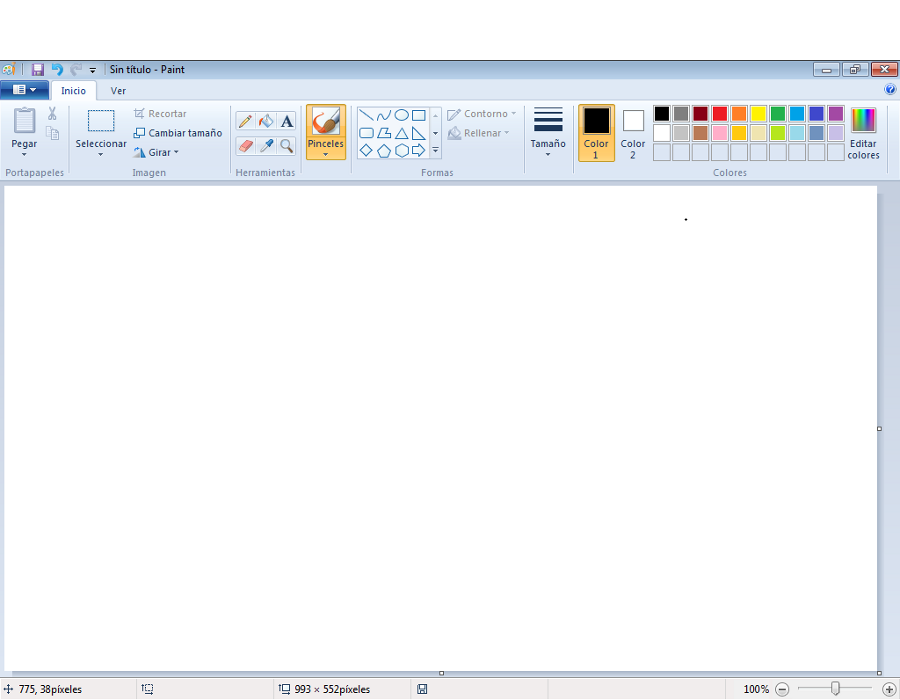 Sin título - Paint
Inicio Ver
Pegar
Portapapeles
Seleccionar
Recortar
Cambiar tamaño
Girar
Imagen
A
Herramientas
Pinceles
Formas
Contorno
Rellenar
Tamaño
Color
1
Color
2
Colores
Editar
colores
775, 38píxeles
993 × 552píxeles
100%